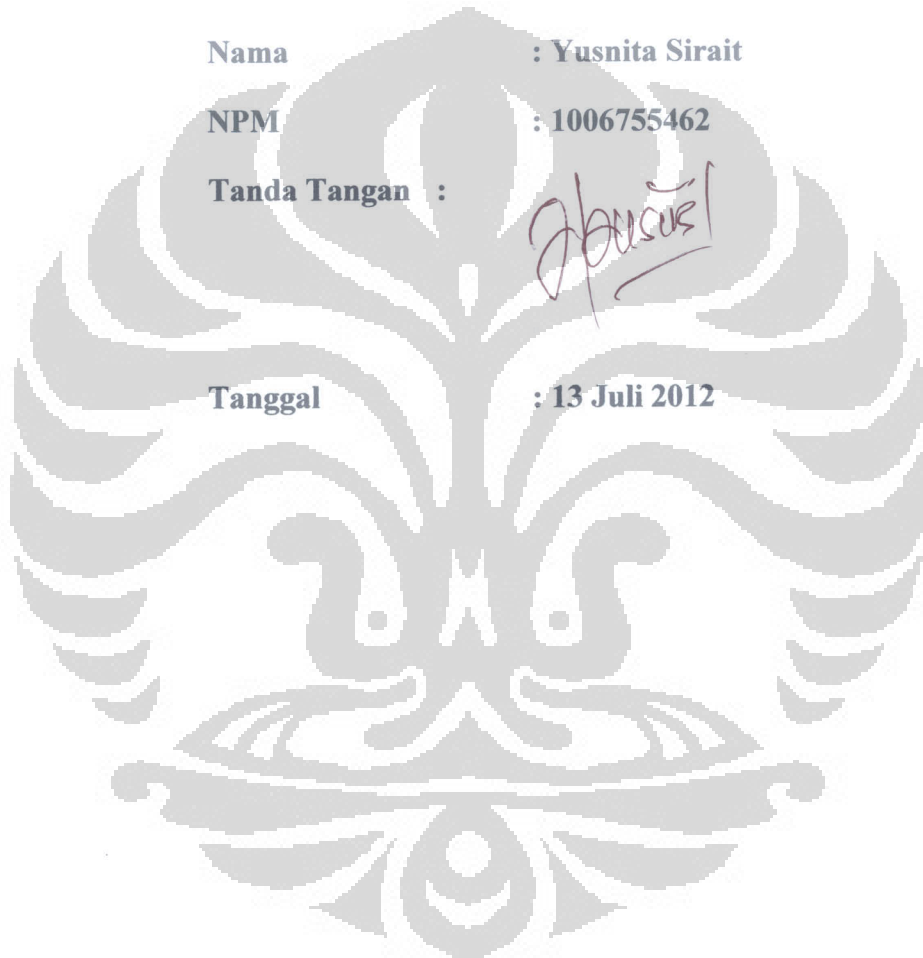 Nama : Yusnita Sirait
NPM : 1006755462
Tanda Tangan :
Tanggal : 13 Juli 2012